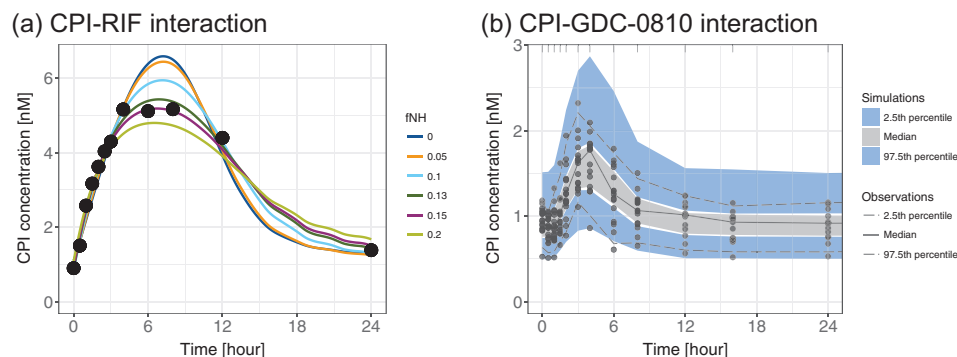 (a) CPI-RIF interaction
CPI concentration [nM]
6
4
2
0
0 6 12 18 24
Time [hour]
fNH
0
0.05
0.1
0.13
0.15
0.2
(b) CPI-GDC-0810 interaction
CPI concentration [nM]
3
2
1
0
0 6 12 18 24
Time [hour]
Simulations
2.5th percentile
Median
97.5th percentile
Observations
2.5th percentile
Median
97.5th percentile